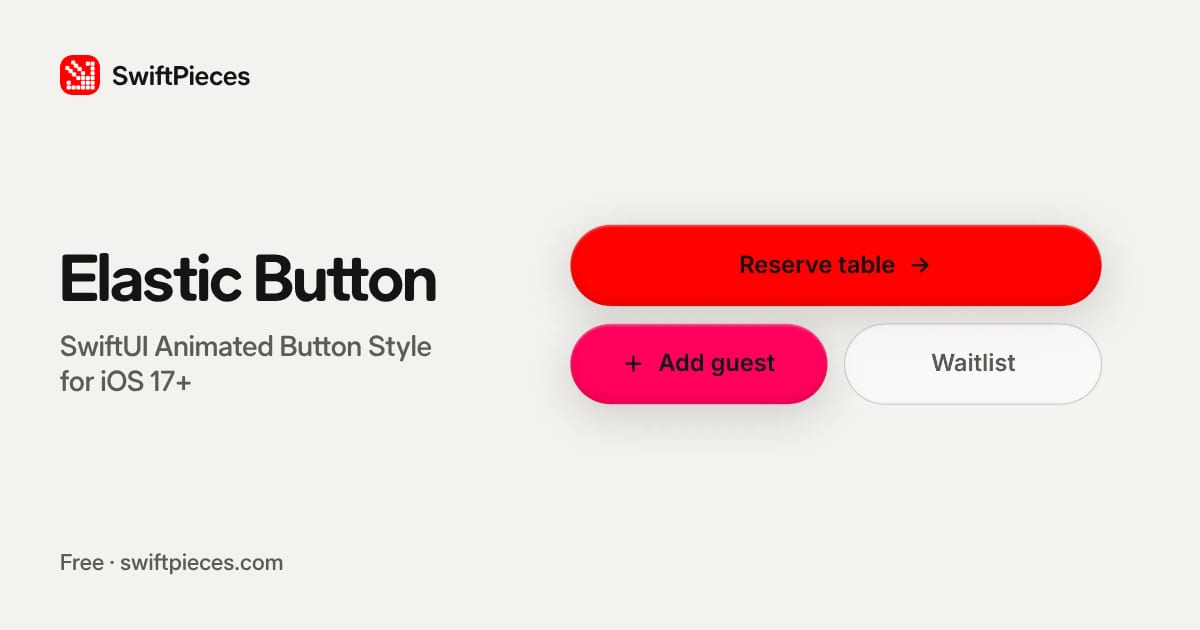 SwiftPieces
Elastic Button
SwiftUI Animated Button Style
for iOS 17+
Reserve table →
+ Add guest
Waitlist
Free · swiftpieces.com